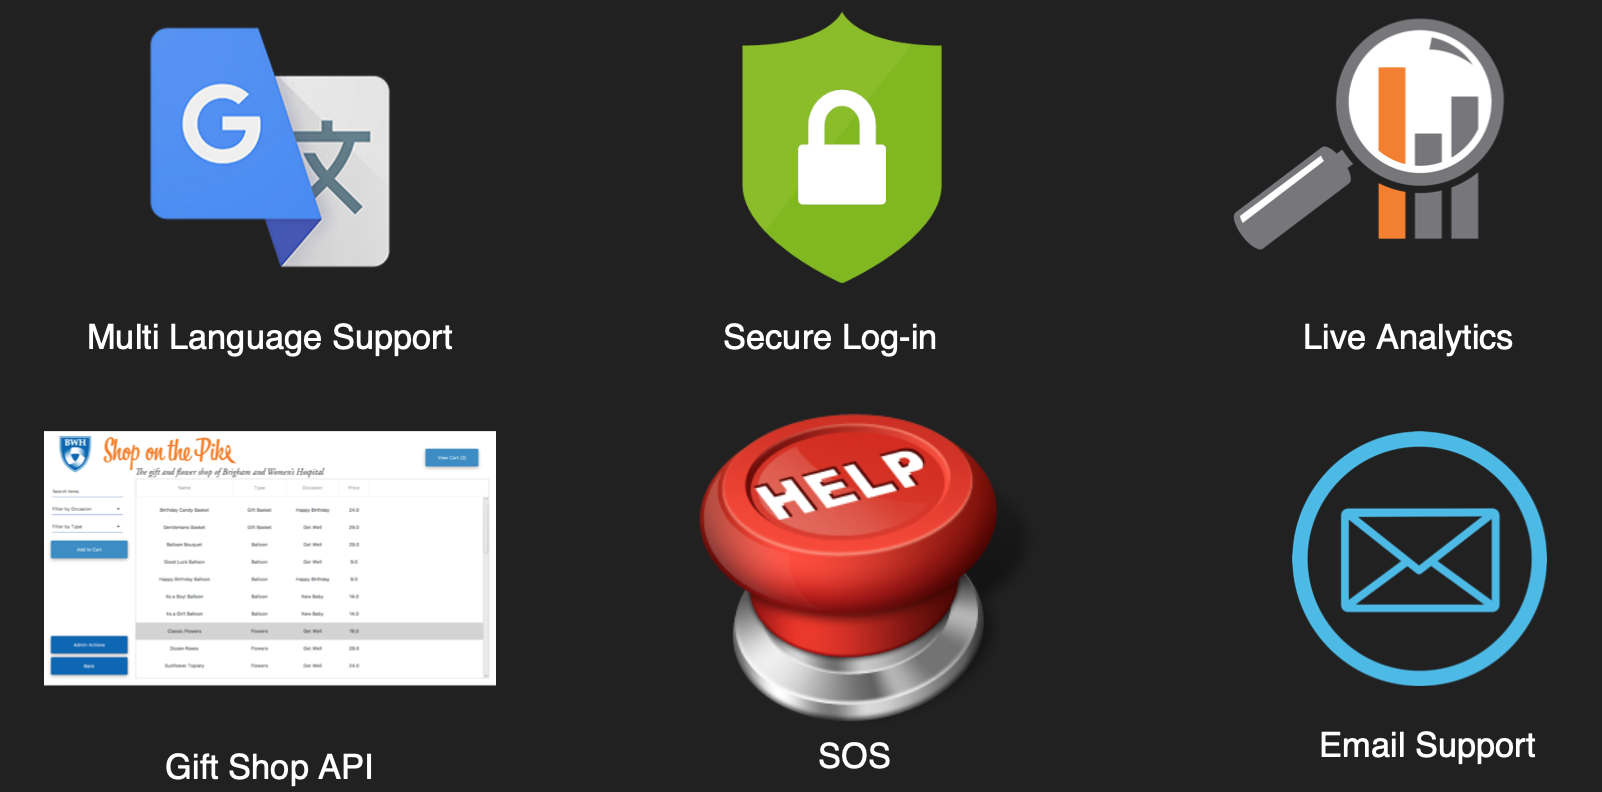 G 文
Multi Language Support
Secure Log-in
Live Analytics
BWH
Shop on the Pike
The gift and flower shop of Brigham and Women's Hospital
View Cart (2)
Search Items
Filter by Occasion
Filter by Type
Add to Cart
Admin Actions
Back
Name Type Occasion Price
Birthday Candy Basket Gift Basket Happy Birthday 24.0
Gentlemans Basket Gift Basket Get Well 29.0
Balloon Bouquet Balloon Get Well 29.0
Good Luck Balloon Balloon Get Well 9.0
Happy Birthday Balloon Balloon Happy Birthday 9.0
Its a Boy! Balloon Balloon New Baby 14.0
Its a Girl! Balloon Balloon New Baby 14.0
Classic Flowers Flowers Get Well 19.0
Dozen Roses Flowers Get Well 29.0
Sunflower Topiary Flowers Get Well 24.0
Gift Shop API
HELP
SOS
Email Support